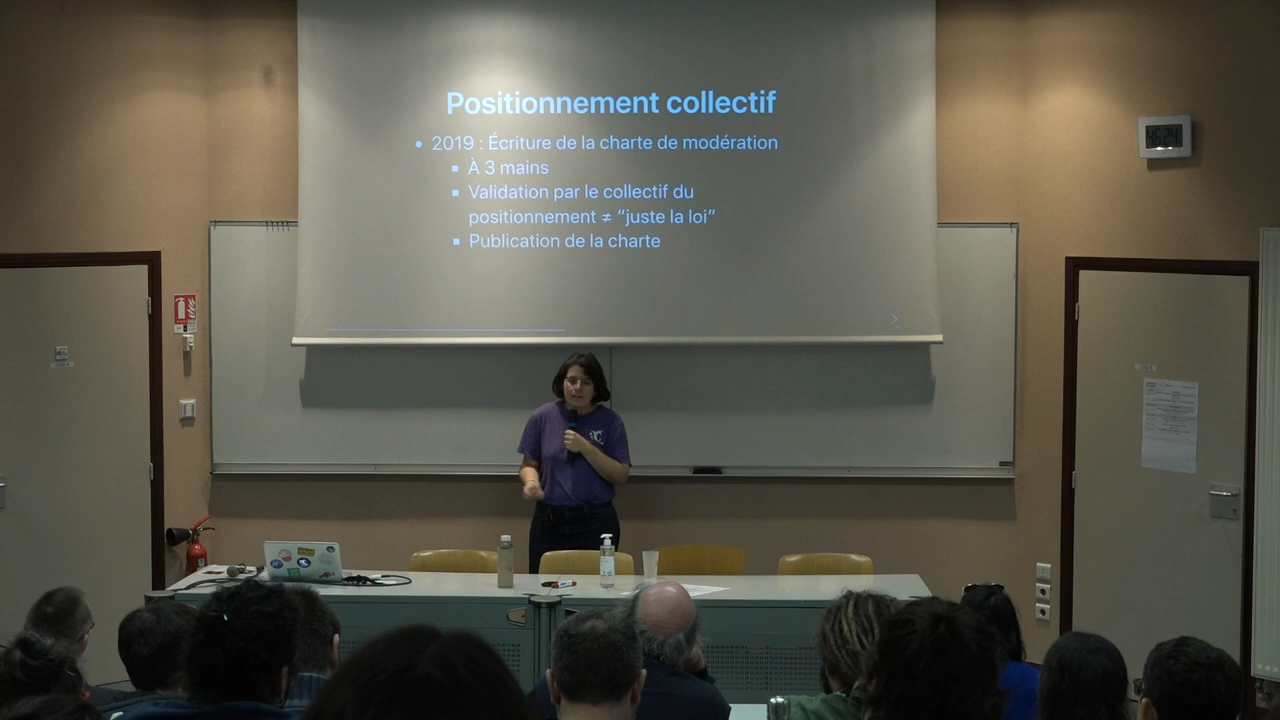 Positionnement collectif
• 2019 : Écriture de la charte de modération
▪ À 3 mains
▪ Validation par le collectif du
positionnement ≠ “juste la loi”
▪ Publication de la charte